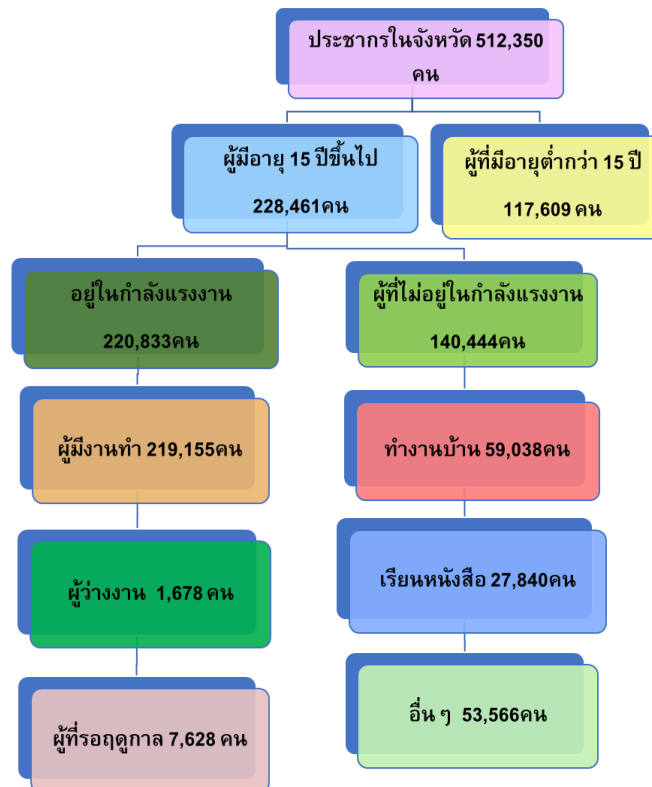 ประชากรในจังหวัด 512,350
คน
ผู้มีอายุ 15 ปีขึ้นไป
228,461คน
ผู้ที่มีอายุต่ำกว่า 15 ปี
117,609 คน
อยู่ในกำลังแรงงาน
220,833คน
ผู้ที่ไม่อยู่ในกำลังแรงงาน
140,444คน
ผู้มีงานทำ 219,155คน
ทำงานบ้าน 59,038คน
ผู้ว่างงาน 1,678 คน
เรียนหนังสือ 27,840คน
ผู้ที่รอฤดูกาล 7,628 คน
อื่น ๆ 53,566คน